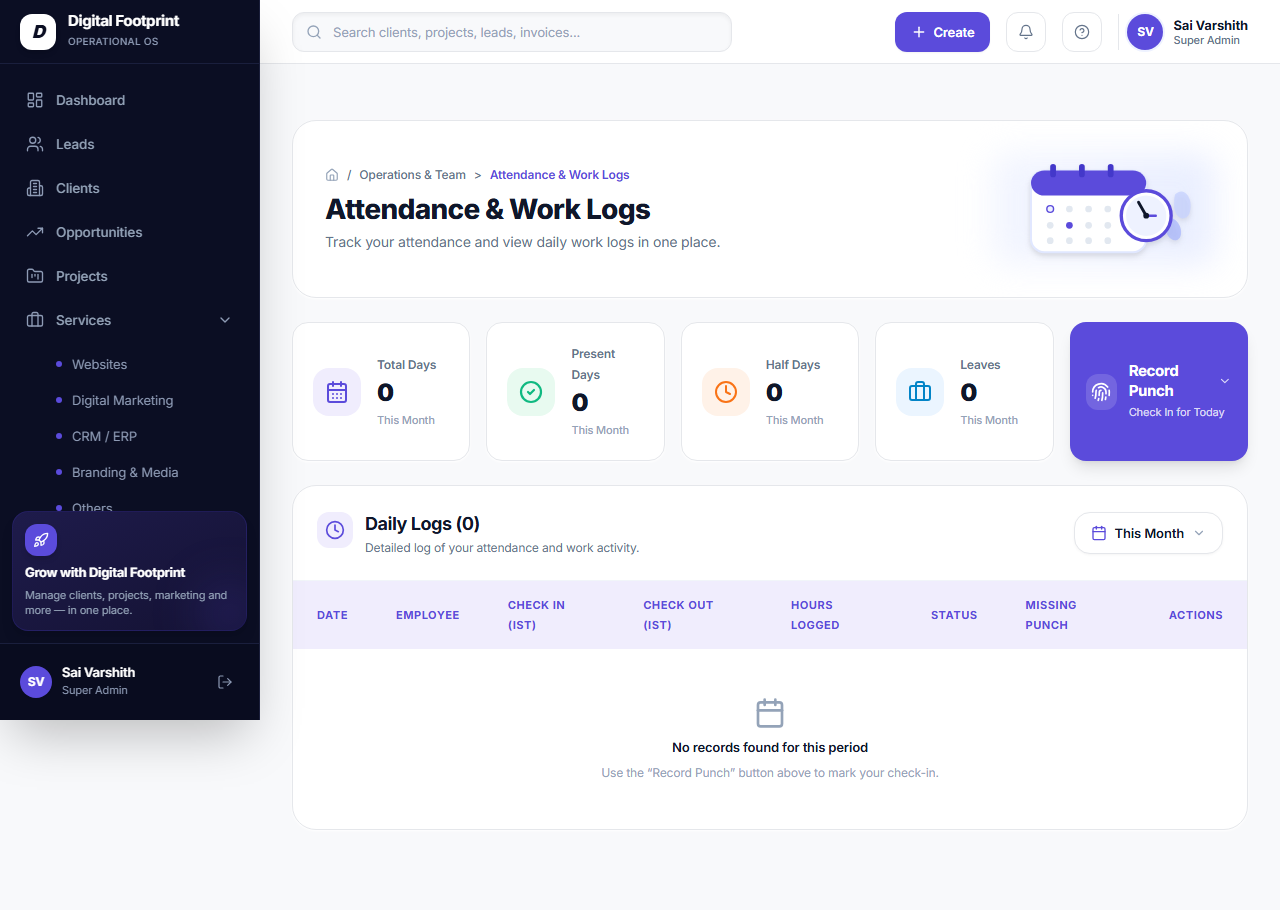 D
Digital Footprint
OPERATIONAL OS
Search clients, projects, leads, invoices...
Create
SV
Sai Varshith
Super Admin
Dashboard
Leads
Clients
Opportunities
Projects
Services
Websites
Digital Marketing
CRM / ERP
Branding & Media
Others
Grow with Digital Footprint
Manage clients, projects, marketing and
more — in one place.
SV
Sai Varshith
Super Admin
/ Operations & Team > Attendance & Work Logs
Attendance & Work Logs
Track your attendance and view daily work logs in one place.
Total Days
0
This Month
Present
Days
0
This Month
Half Days
0
This Month
Leaves
0
This Month
Record
Punch
Check In for Today
Daily Logs (0)
Detailed log of your attendance and work activity.
This Month
DATE
EMPLOYEE
CHECK IN
(IST)
CHECK OUT
(IST)
HOURS
LOGGED
STATUS
MISSING
PUNCH
ACTIONS
No records found for this period
Use the “Record Punch” button above to mark your check-in.